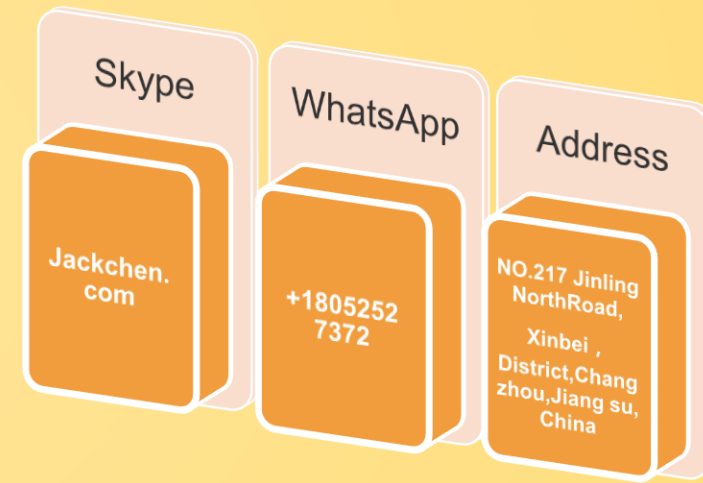 Skype
Jackchen.
com
WhatsApp
+1805252
7372
Address
NO.217 Jinling
NorthRoad,
Xinbei ，
District,Chang
zhou,Jiang su,
China